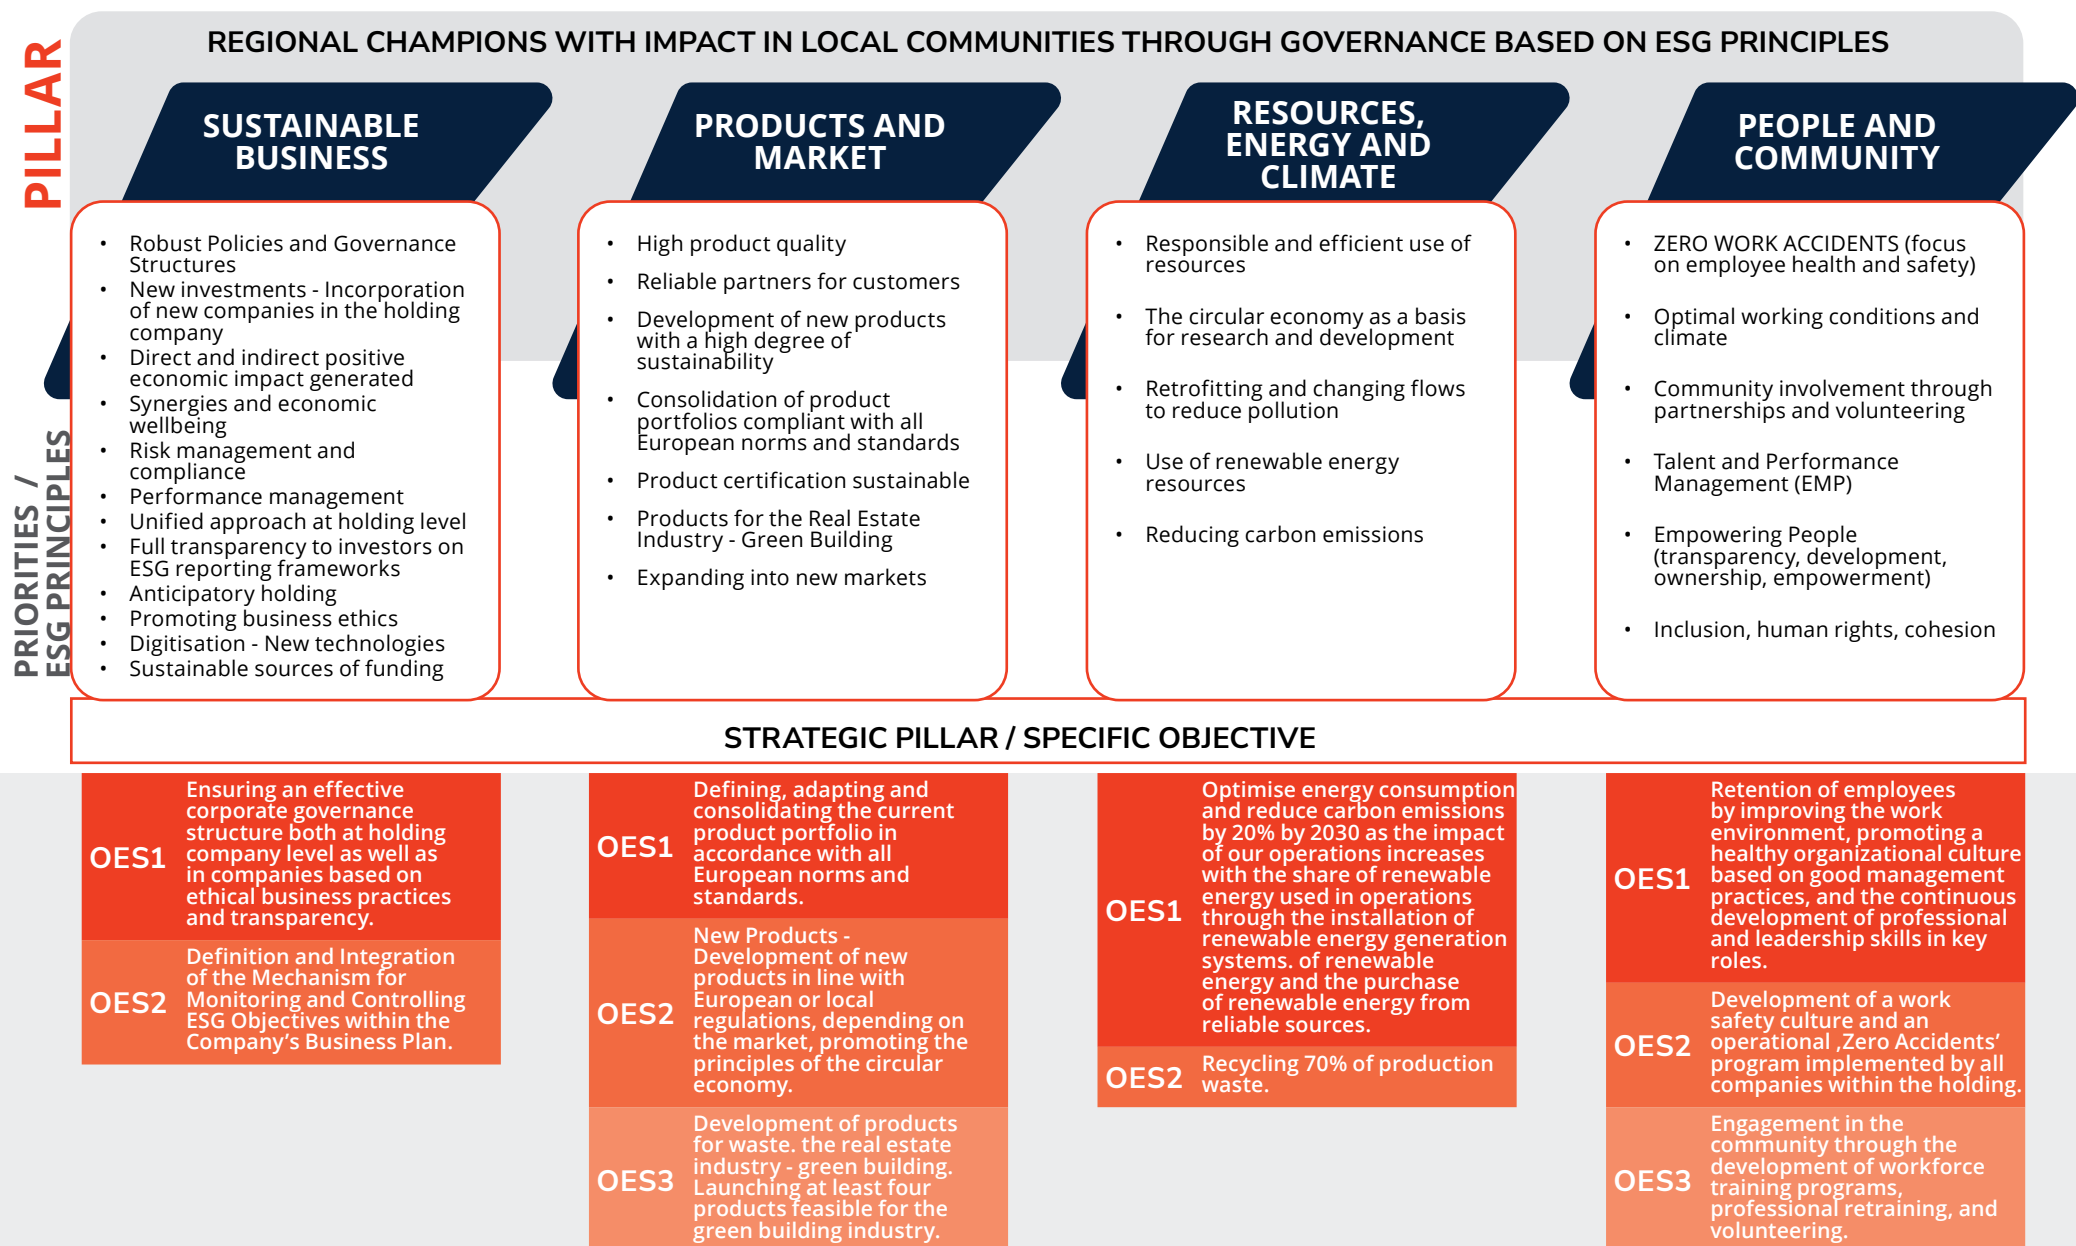 REGIONAL CHAMPIONS WITH IMPACT IN LOCAL COMMUNITIES THROUGH GOVERNANCE BASED ON ESG PRINCIPLES
PILLAR
SUSTAINABLE
BUSINESS
PRODUCTS AND
MARKET
RESOURCES,
ENERGY AND
CLIMATE
PEOPLE AND
COMMUNITY
PRIORITIES /
ESG PRINCIPLES
• Robust Policies and Governance
Structures
• New investments - Incorporation
of new companies in the holding
company
• Direct and indirect positive
economic impact generated
• Synergies and economic
wellbeing
• Risk management and
compliance
• Performance management
• Unified approach at holding level
• Full transparency to investors on
ESG reporting frameworks
• Anticipatory holding
• Promoting business ethics
• Digitisation - New technologies
• Sustainable sources of funding
• High product quality
• Reliable partners for customers
• Development of new products
with a high degree of
sustainability
• Consolidation of product
portfolios compliant with all
European norms and standards
• Product certification sustainable
• Products for the Real Estate
Industry - Green Building
• Expanding into new markets
• Responsible and efficient use of
resources
• The circular economy as a basis
for research and development
• Retrofitting and changing flows
to reduce pollution
• Use of renewable energy
resources
• Reducing carbon emissions
• ZERO WORK ACCIDENTS (focus
on employee health and safety)
• Optimal working conditions and
climate
• Community involvement through
partnerships and volunteering
• Talent and Performance
Management (EMP)
• Empowering People
(transparency, development,
ownership, empowerment)
• Inclusion, human rights, cohesion
STRATEGIC PILLAR / SPECIFIC OBJECTIVE
OES1
Ensuring an effective
corporate governance
structure both at holding
company level as well as
in companies based on
ethical business practices
and transparency.
OES2
Definition and Integration
of the Mechanism for
Monitoring and Controlling
ESG Objectives within the
Company's Business Plan.
OES1
Defining, adapting and
consolidating the current
product portfolio in
accordance with all
European norms and
standards.
OES2
New Products -
Development of new
products in line with
European or local
regulations, depending on
the market, promoting the
principles of the circular
economy.
OES3
Development of products
for waste. the real estate
industry - green building.
Launching at least four
products feasible for the
green building industry.
OES1
Optimise energy consumption
and reduce carbon emissions
by 20% by 2030 as the impact
of our operations increases
with the share of renewable
energy used in operations
through the installation of
renewable energy generation
systems. of renewable
energy and the purchase
of renewable energy from
reliable sources.
OES2
Recycling 70% of production
waste.
OES1
Retention of employees
by improving the work
environment, promoting a
healthy organizational culture
based on good management
practices, and the continuous
development of professional
and leadership skills in key
roles.
OES2
Development of a work
safety culture and an
operational ‚Zero Accidents’
program implemented by all
companies within the holding.
OES3
Engagement in the
community through the
development of workforce
training programs,
professional retraining, and
volunteering.